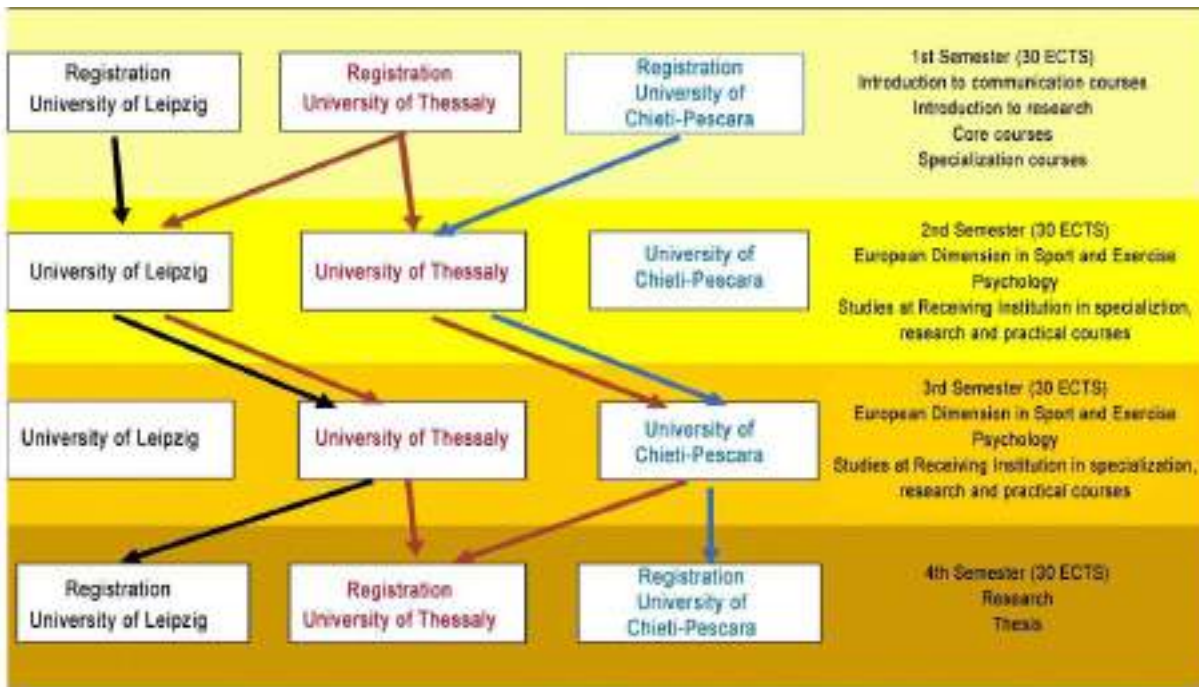 Registration
University of Leipzig
Registration
University of Thessaly
Registration
University of
Chieti-Pescara
1st Semester (30 ECTS)
Introduction to communication courses
Introduction to research
Core courses
Specialization courses
University of Leipzig
University of Thessaly
University of
Chieti-Pescara
2nd Semester (30 ECTS)
European Dimension in Sport and Exercise
Psychology
Studies at Receiving Institution in specializtion,
research and practical courses
University of Leipzig
University of Thessaly
University of
Chieti-Pescara
3rd Semester (30 ECTS)
European Dimension in Sport and Exercise
Psychology
Studies at Receiving Institution in specialization,
research and practical courses
Registration
University of Leipzig
Registration
University of Thessaly
Registration
University of
Chieti-Pescara
4th Semester (30 ECTS)
Research
Thesis